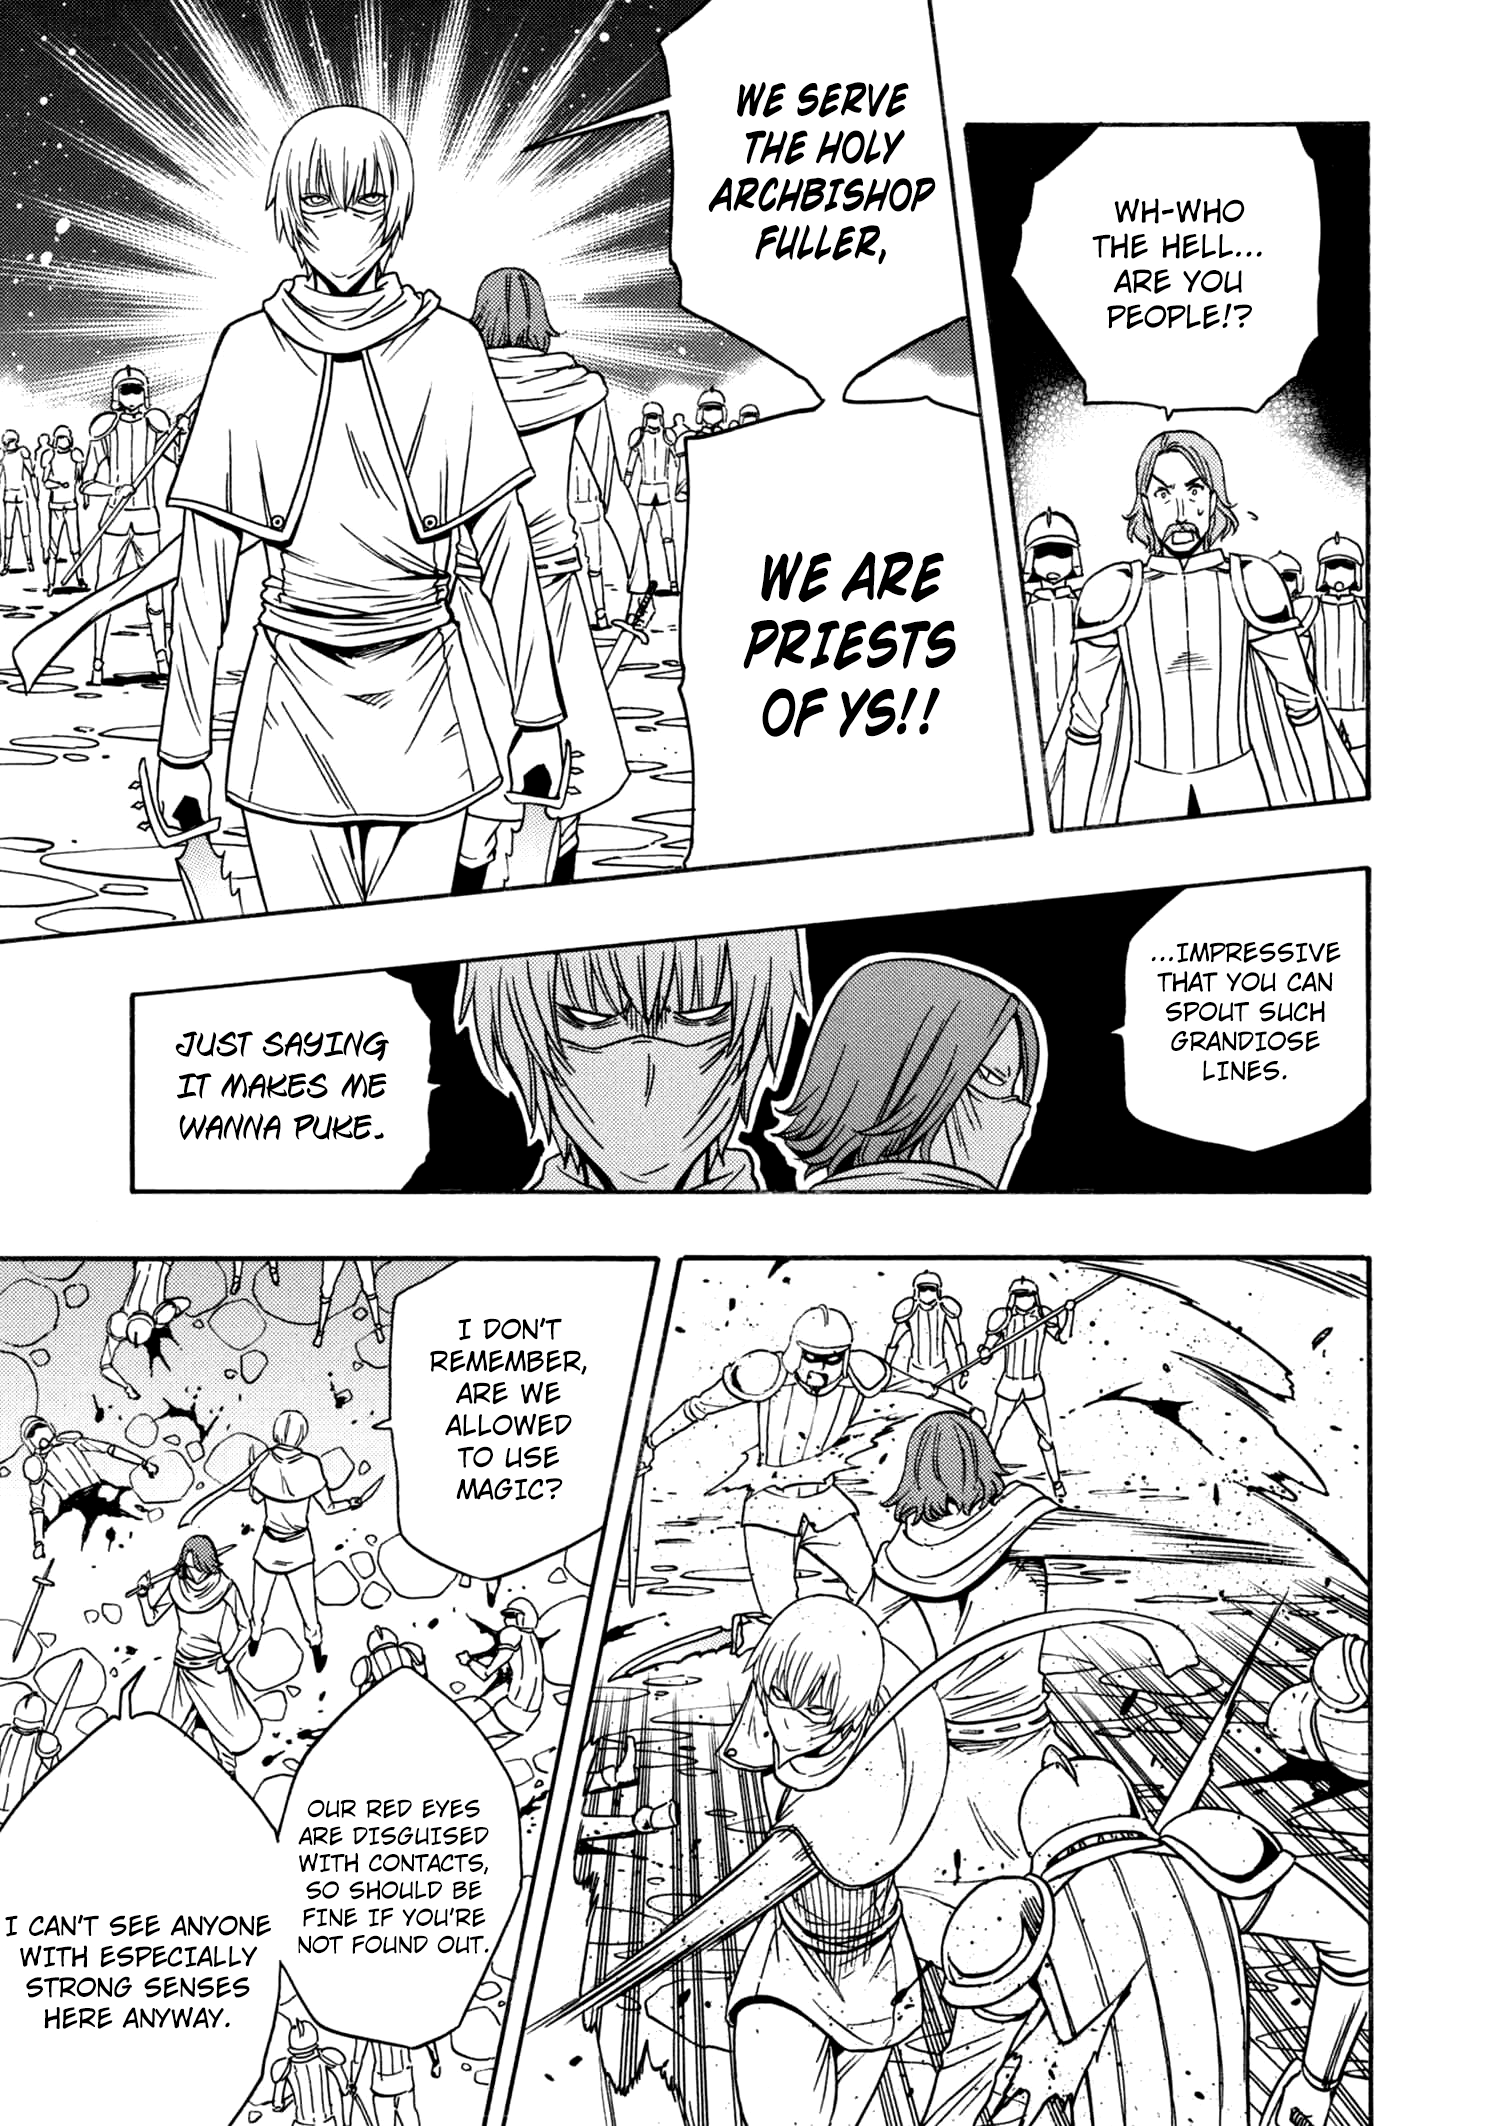 WH-WHO
THE HELL...
ARE YOU
PEOPLE!?
WE SERVE
THE HOLY
ARCHBISHOP
FULLER,
WE ARE
PRIESTS
OF YS!!
...IMPRESSIVE
THAT YOU CAN
SPOUT SUCH
GRANDIOSE
LINES.
JUST SAYING
IT MAKES ME
WANNA PUKE.
I DON'T
REMEMBER,
ARE WE
ALLOWED
TO USE
MAGIC?
OUR RED EYES
ARE DISGUISED
WITH CONTACTS,
SO SHOULD BE
FINE IF YOU'RE
NOT FOUND OUT.
I CAN'T SEE ANYONE
WITH ESPECIALLY
STRONG SENSES
HERE ANYWAY.